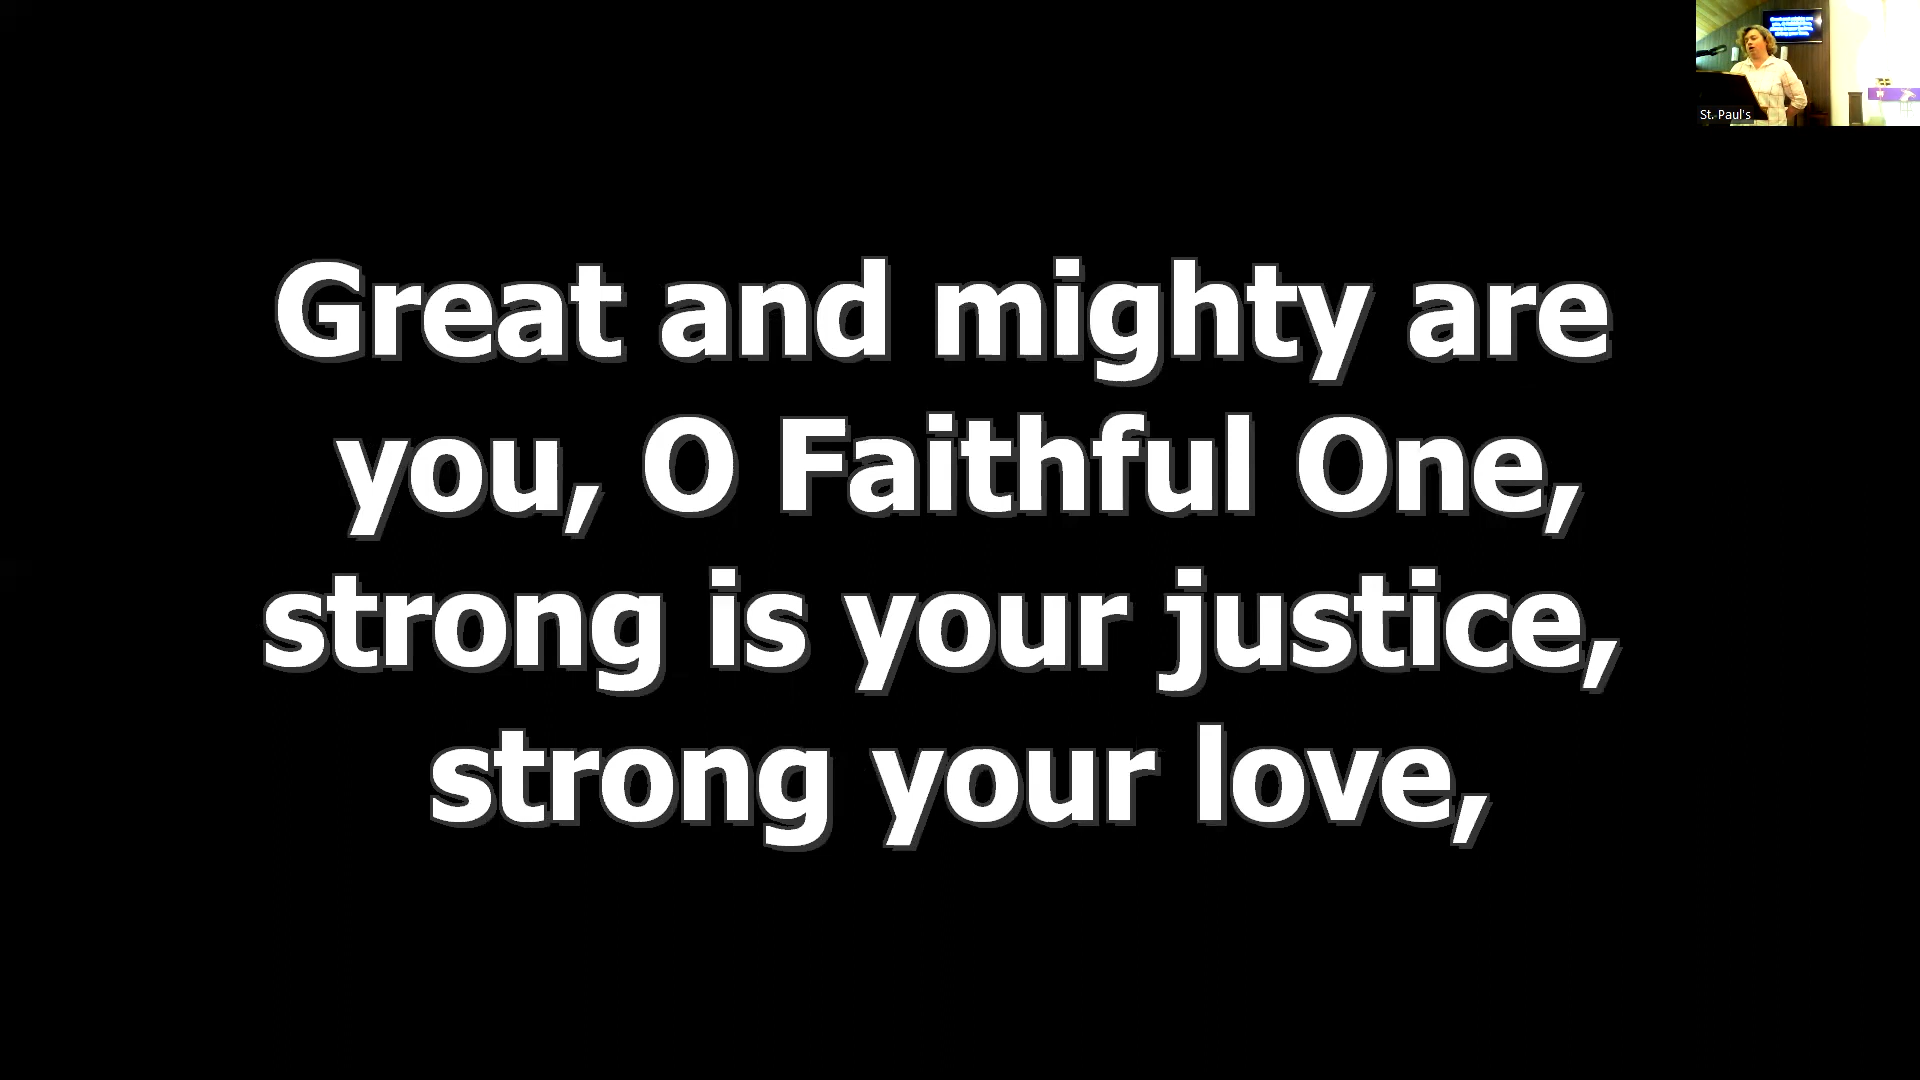 Great and mighty are
you, O Faithful One,
strong is your justice,
strong your love,
St. Paul's